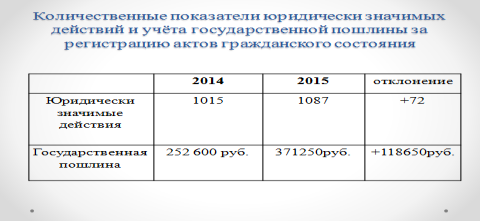 Количественные показатели юридически значимых
действий и учёта государственной пошлины за
регистрацию актов гражданского состояния
2014 2015 отклонение
Юридически значимые действия 1015 1087 +72
Государственная пошлина 252 600 руб. 371250руб. +118650руб.